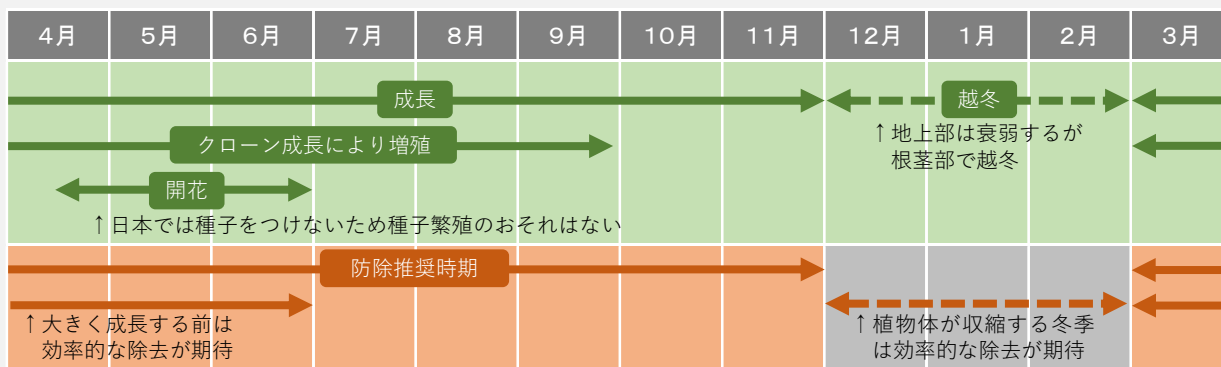 4月 5月 6月 7月 8月 9月 10月 11月 12月 1月 2月 3月
成長
越冬
↑地上部は衰弱するが
根茎部で越冬
クローン成長により増殖
開花
↑日本では種子をつけないため種子繁殖のおそれはない
防除推奨時期
↑大きく成長する前は
効率的な除去が期待
↑植物体が収縮する冬季
は効率的な除去が期待